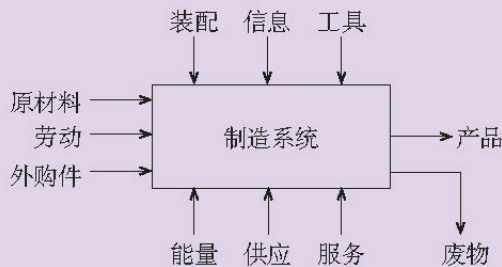 装配 信息 工具
原材料
劳动
外购件
制造系统
产品
能量 供应 服务 废物